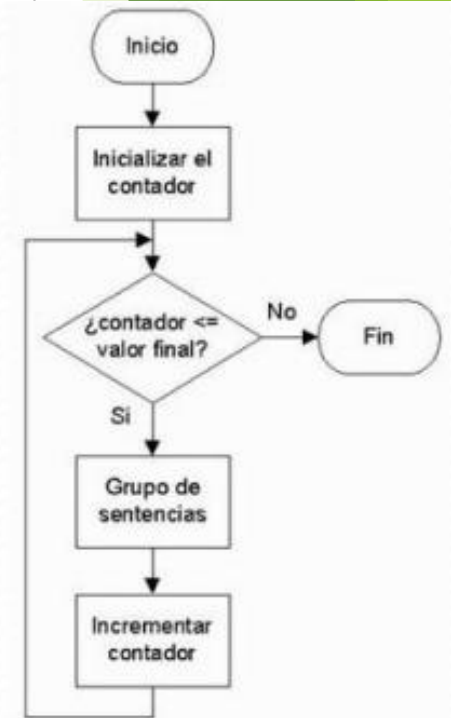 Inicio
Inicializar el
contador
¿contador <=
valor final?
No
Fin
Si
Grupo de
sentencias
Incrementar
contador